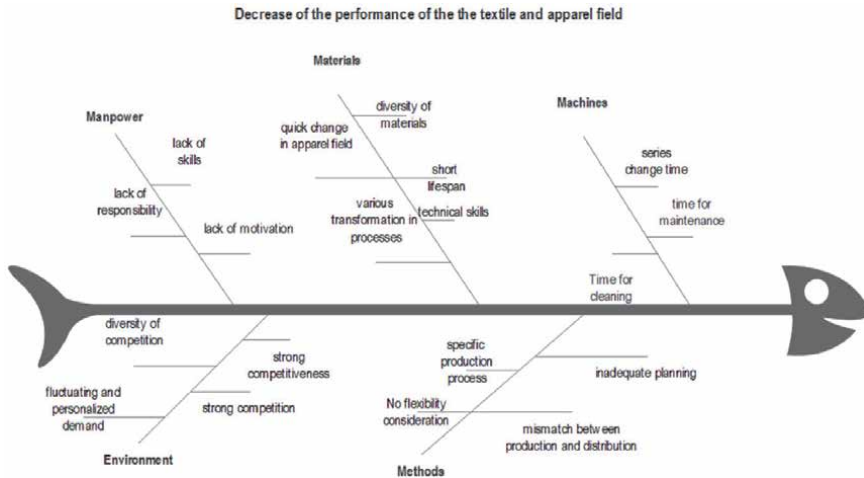 Decrease of the performance of the the textile and apparel field
Materials
Manpower
Machines
diversity of
materials
quick change
in apparel field
lack of
skills
series
change time
short
lifespan
lack of
responsibility
various
transformation in
processes
technical skills
time for
maintenance
lack of motivation
Time for
cleaning
diversity of
competition
strong
competitiveness
specific
production
process
inadequate planning
fluctuating and
personalized
demand
strong competition
No flexibility
consideration
mismatch between
production and distribution
Environment
Methods